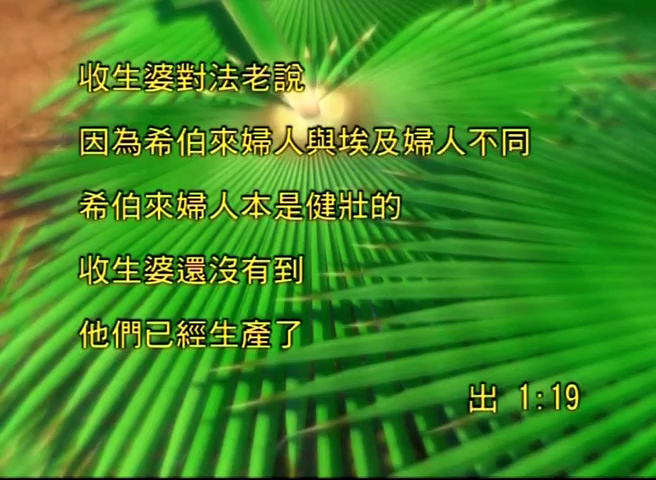 收生婆對法老說
因為希伯來婦人與埃及婦人不同
希伯來婦人本是健壯的
收生婆還沒有到
他們已經生產了
出 1:19